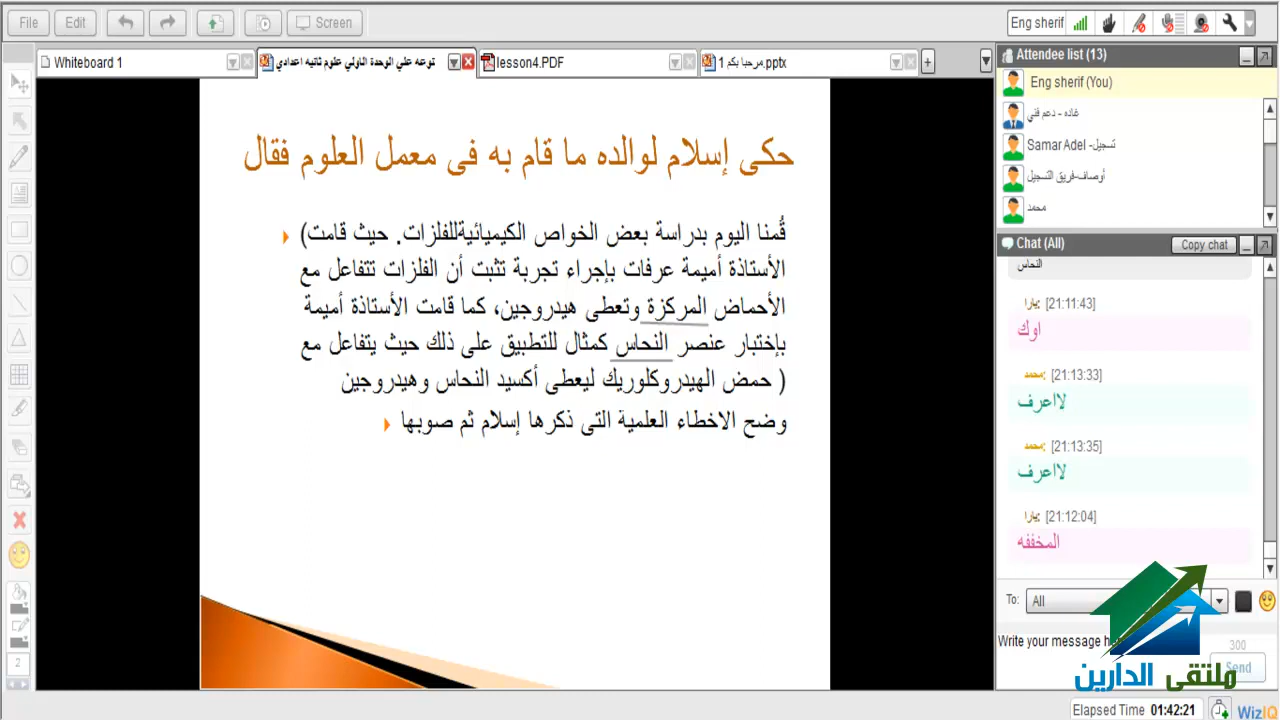 File
Edit
Screen
Eng sherif
Whiteboard 1
نوعه علي الوحدة الاولي علوم ثانيه اعدادي
lesson4.PDF
مرحبا بكم 1.pptx
حكى إسلام لوالده ما قام به فى معمل العلوم فقال
قُمنا اليوم بدراسة بعض الخواص الكيميائيةللفلزات. حيث قامت)
الأستاذة أميمة عرفات بإجراء تجربة تثبت أن الفلزات تتفاعل مع
الأحماض المركزة وتعطى هيدروجين، كما قامت الأستاذة أميمة
بإختبار عنصر النحاس كمثال للتطبيق على ذلك حيث يتفاعل مع
( حمض الهيدروكلوريك ليعطى أكسيد النحاس وهيدروجين
وضح الاخطاء العلمية التى ذكرها إسلام ثم صوبها
Attendee list (13)
Eng sherif (You)
غاده - دعم فني
Samar Adel -تسجيل
أوصاف-فريق التسجيل
محمد
Chat (All)
Copy chat
النحاس
يارا: [21:11:43]
اوك
محمد: [21:13:33]
لااعرف
محمد: [21:13:35]
لااعرف
يارا: [21:12:04]
المخففه
To:
All
Write your message he
300
Send
ملتقى الدارين
2
Elapsed Time 01:42:21
WizIQ